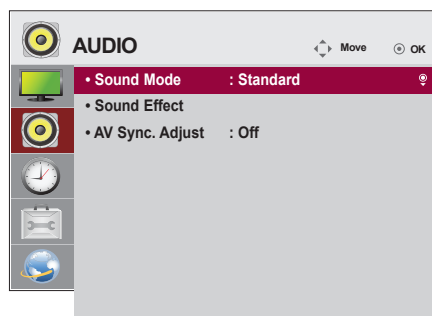 AUDIO
Move
OK
• Sound Mode : Standard
• Sound Effect
• AV Sync. Adjust : Off